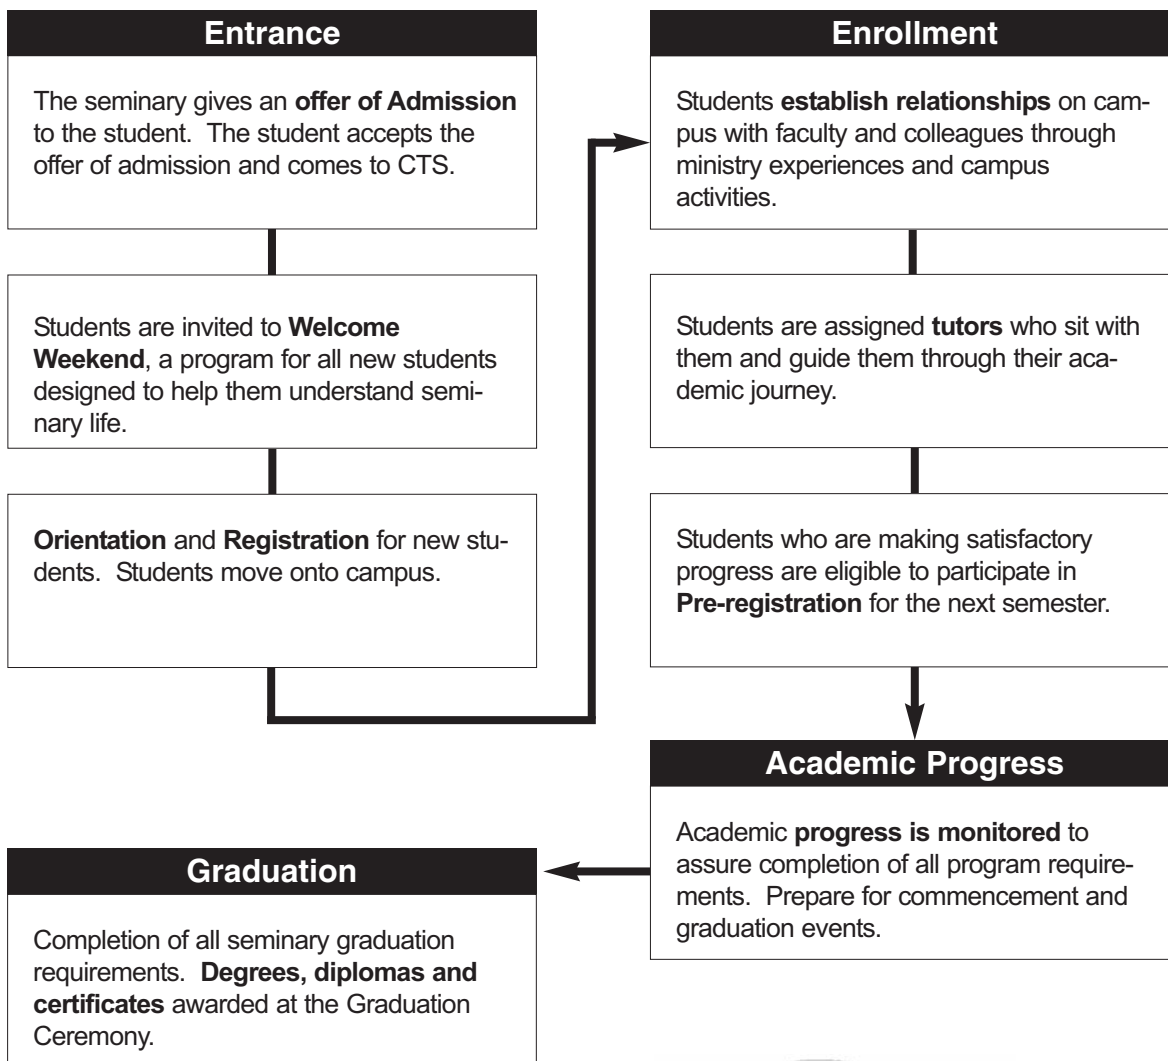 Entrance
The seminary gives an offer of Admission
to the student.  The student accepts the
offer of admission and comes to CTS.
Students are invited to Welcome
Weekend, a program for all new students
designed to help them understand semi-
nary life.
Orientation and Registration for new stu-
dents.  Students move onto campus.
Enrollment
Students establish relationships on cam-
pus with faculty and colleagues through
ministry experiences and campus
activities.
Students are assigned tutors who sit with
them and guide them through their aca-
demic journey.
Students who are making satisfactory
progress are eligible to participate in
Pre-registration for the next semester.
Academic Progress
Academic progress is monitored to
assure completion of all program require-
ments.  Prepare for commencement and
graduation events.
Graduation
Completion of all seminary graduation
requirements.  Degrees, diplomas and
certificates awarded at the Graduation
Ceremony.